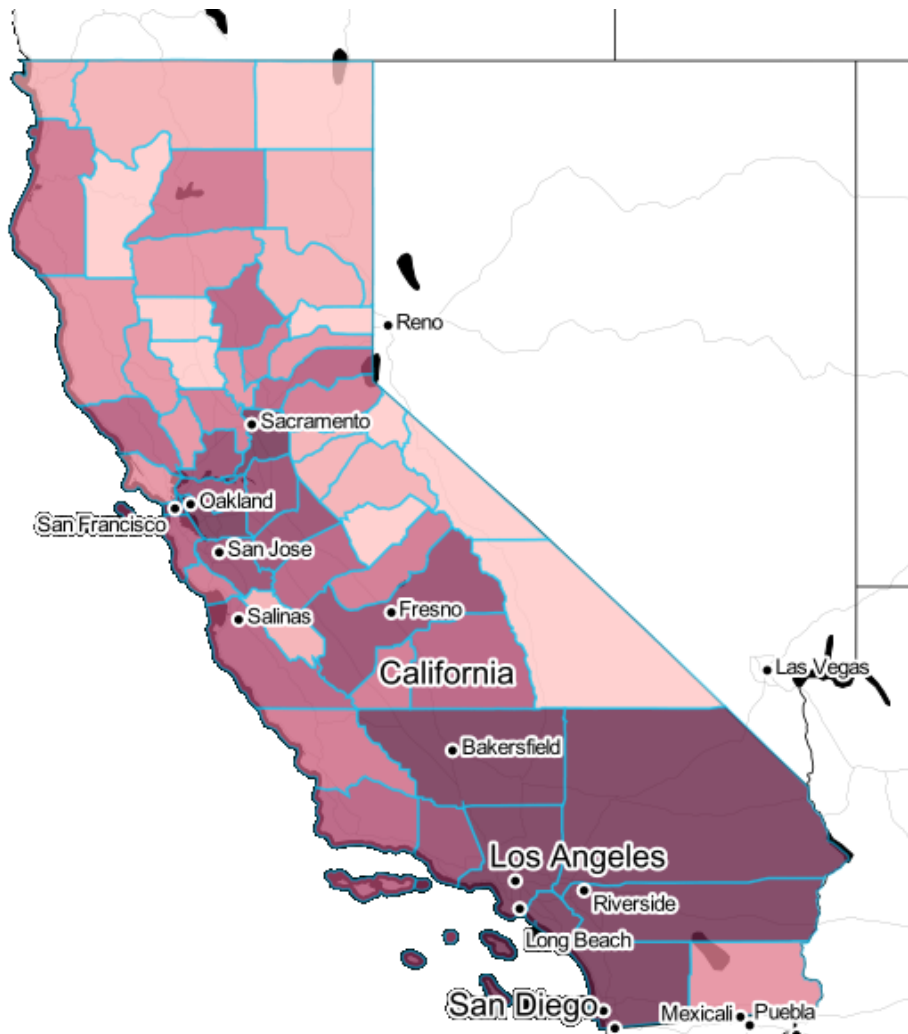 Reno
Sacramento
Oakland
San Francisco
San Jose
Salinas
Fresno
California
Las Vegas
Bakersfield
Los Angeles
Riverside
Long Beach
San Diego
Mexicali
Puebla